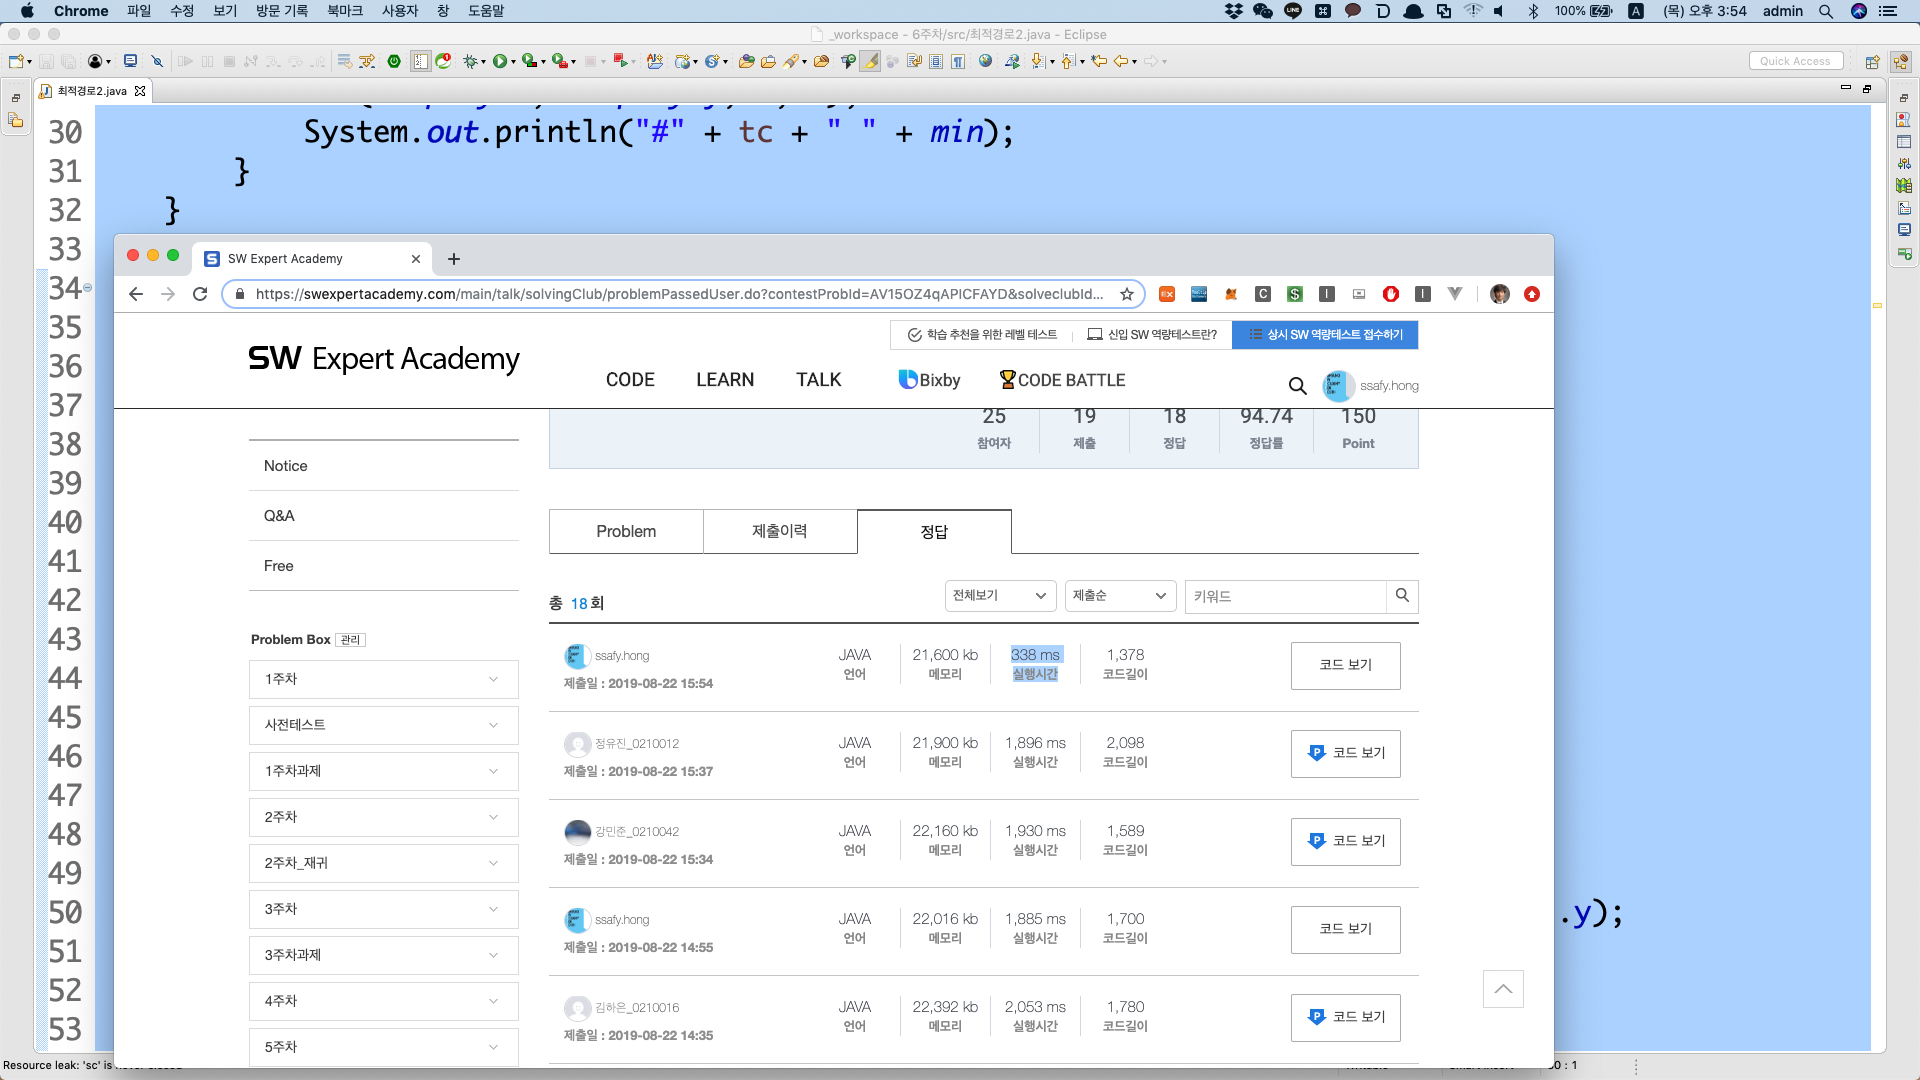 Chrome 파일 수정 보기 방문 기록 북마크 사용자 창 도움말 100% A (목) 오후 3:54 admin
_workspace - 6주차/src/최적경로2.java - Eclipse
Quick Access
최적경로2.java
30 System.out.println("#" + tc + " " + min);
31 }
32 }
33
34
35
36
37
38
39
40
41
42
43
44
45
46
47
48
49
50 .y);
51
52
53
SW Expert Academy
https://swexpertacademy.com/main/talk/solvingClub/problemPassedUser.do?contestProbId=AV15OZ4qAPICFAYD&solveclubId...
학습 추천을 위한 레벨 테스트 신입 SW 역량테스트란? 상시 SW 역량테스트 접수하기
SW Expert Academy
CODE LEARN TALK Bixby CODE BATTLE
ssafy.hong
25 19 18 94.74 150
참여자 제출 정답 정답률 Point
Notice
Q&A
Free
Problem Box 관리
1주차
사전테스트
1주차과제
2주차
2주차_재귀
3주차
3주차과제
4주차
5주차
Problem 제출이력 정답
총 18회 전체보기 제출순 키워드
ssafy.hong JAVA 21,600 kb 338 ms 1,378 코드 보기
제출일 : 2019-08-22 15:54 언어 메모리 실행시간 코드길이
정유진_0210012 JAVA 21,900 kb 1,896 ms 2,098 코드 보기
제출일 : 2019-08-22 15:37 언어 메모리 실행시간 코드길이
강민준_0210042 JAVA 22,160 kb 1,930 ms 1,589 코드 보기
제출일 : 2019-08-22 15:34 언어 메모리 실행시간 코드길이
ssafy.hong JAVA 22,016 kb 1,885 ms 1,700 코드 보기
제출일 : 2019-08-22 14:55 언어 메모리 실행시간 코드길이
김하은_0210016 JAVA 22,392 kb 2,053 ms 1,780 코드 보기
제출일 : 2019-08-22 14:35 언어 메모리 실행시간 코드길이
Resource leak: 'sc' is